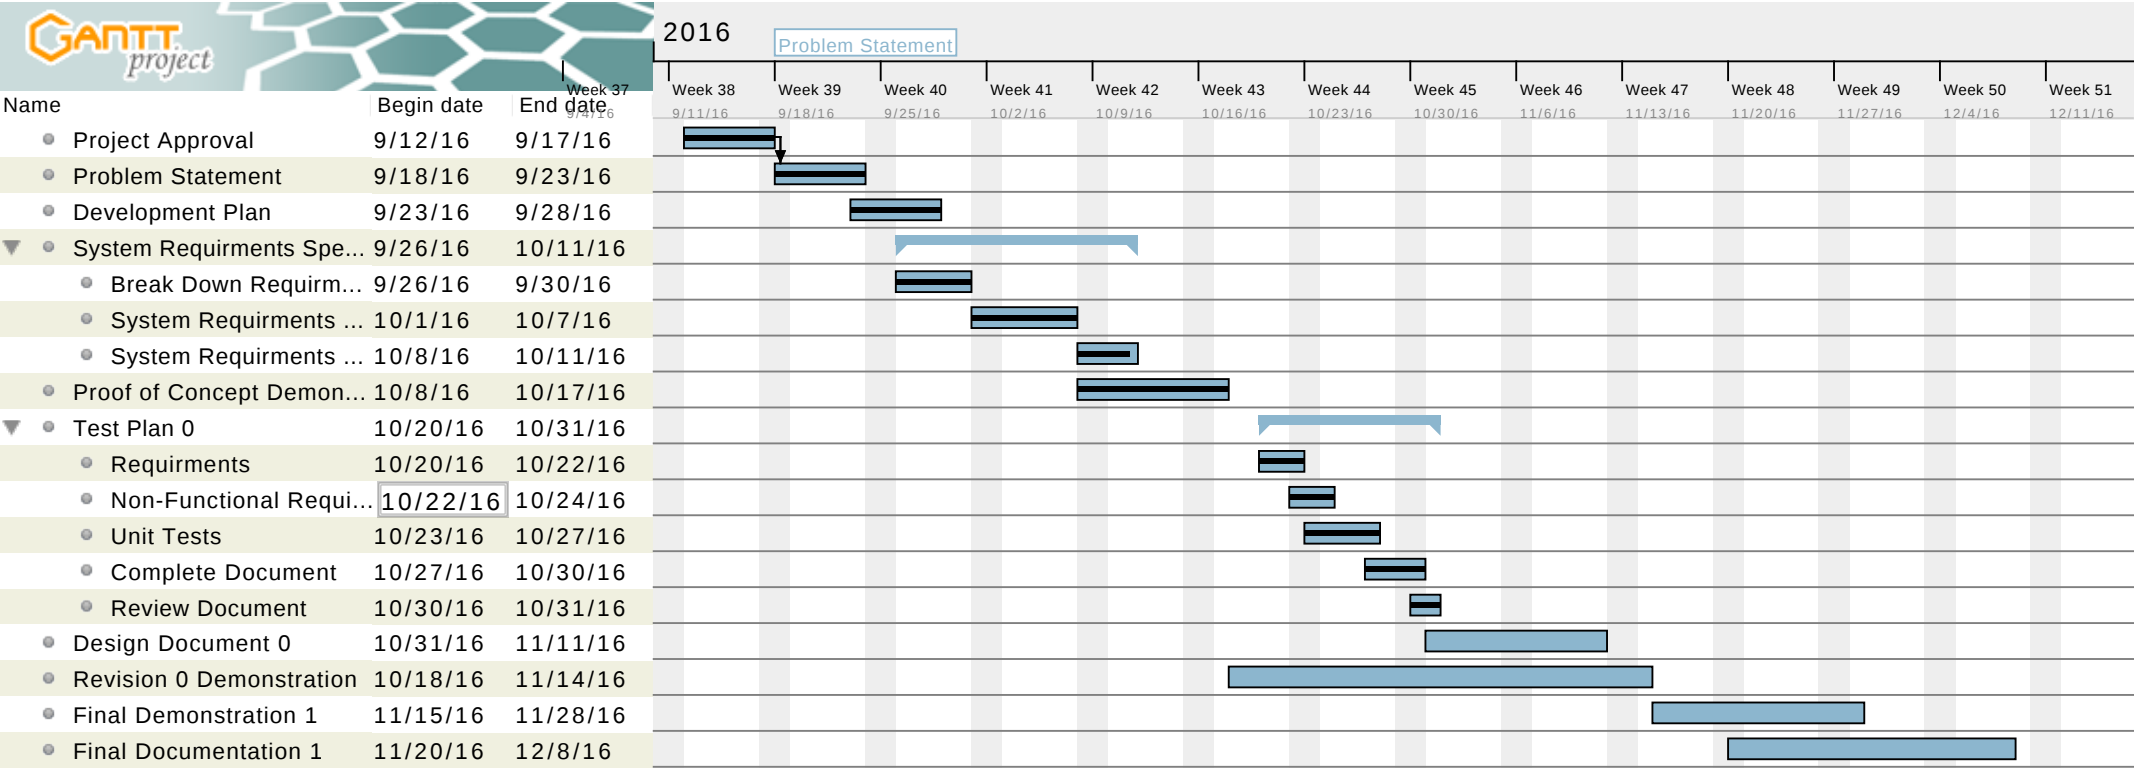 GANTT
project
2016
Problem Statement
Week 37 Week 38 Week 39 Week 40 Week 41 Week 42 Week 43 Week 44 Week 45 Week 46 Week 47 Week 48 Week 49 Week 50 Week 51
Name Begin date End date
9/4/16 9/11/16 9/18/16 9/25/16 10/2/16 10/9/16 10/16/16 10/23/16 10/30/16 11/6/16 11/13/16 11/20/16 11/27/16 12/4/16 12/11/16
Project Approval 9/12/16 9/17/16
Problem Statement 9/18/16 9/23/16
Development Plan 9/23/16 9/28/16
System Requirments Spe... 9/26/16 10/11/16
Break Down Requirm... 9/26/16 9/30/16
System Requirments ... 10/1/16 10/7/16
System Requirments ... 10/8/16 10/11/16
Proof of Concept Demon... 10/8/16 10/17/16
Test Plan 0 10/20/16 10/31/16
Requirments 10/20/16 10/22/16
Non-Functional Requi... 10/22/16 10/24/16
Unit Tests 10/23/16 10/27/16
Complete Document 10/27/16 10/30/16
Review Document 10/30/16 10/31/16
Design Document 0 10/31/16 11/11/16
Revision 0 Demonstration 10/18/16 11/14/16
Final Demonstration 1 11/15/16 11/28/16
Final Documentation 1 11/20/16 12/8/16